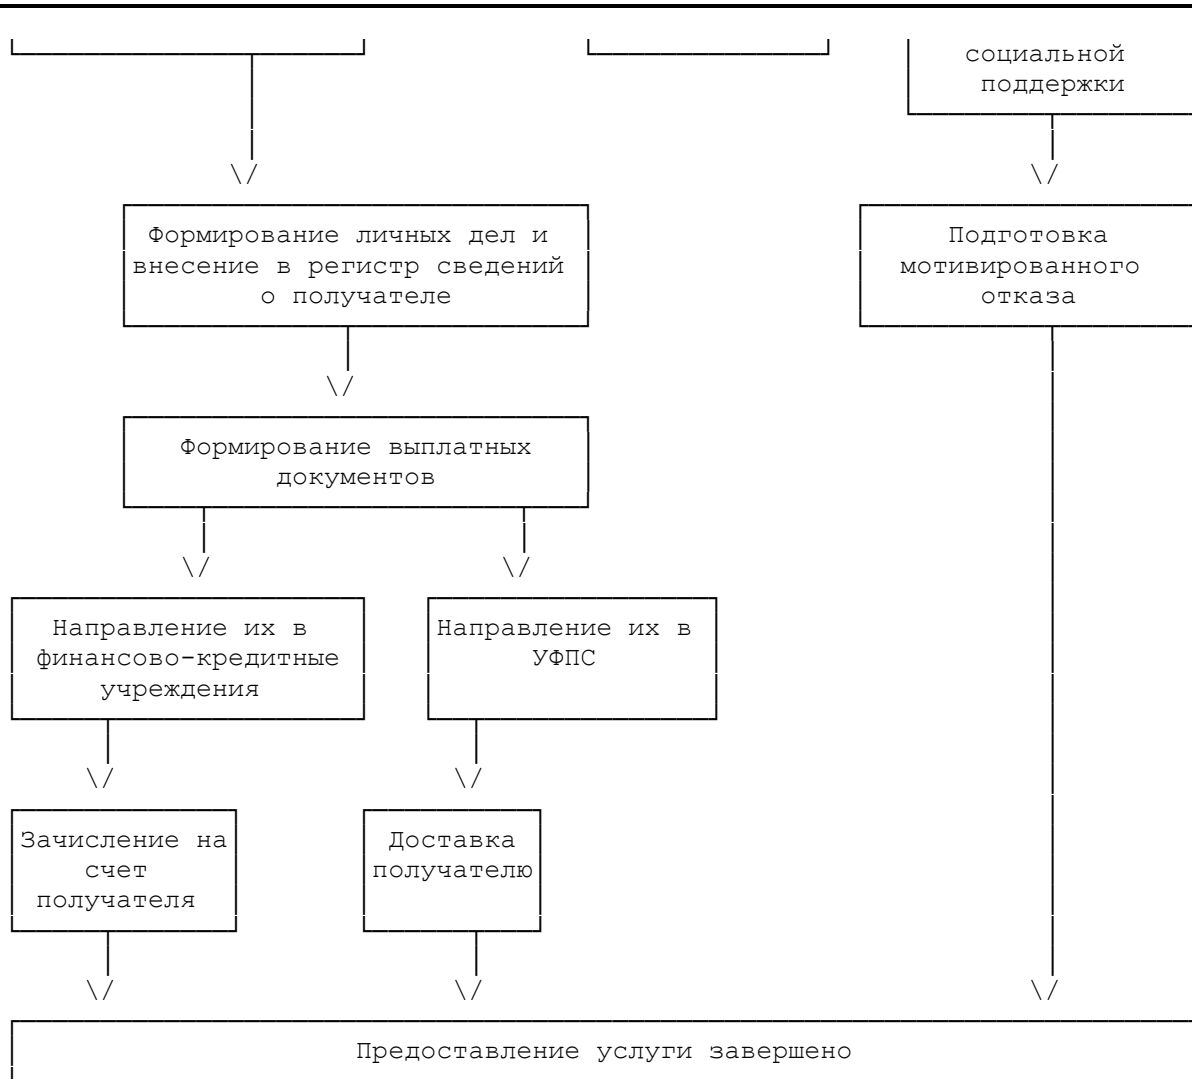 социальной
поддержки
Формирование личных дел и
внесение в регистр сведений
о получателе
Подготовка
мотивированного
отказа
Формирование выплатных
документов
Направление их в
финансово-кредитные
учреждения
Направление их в
УФПС
Зачисление на
счет
получателя
Доставка
получателю
Предоставление услуги завершено